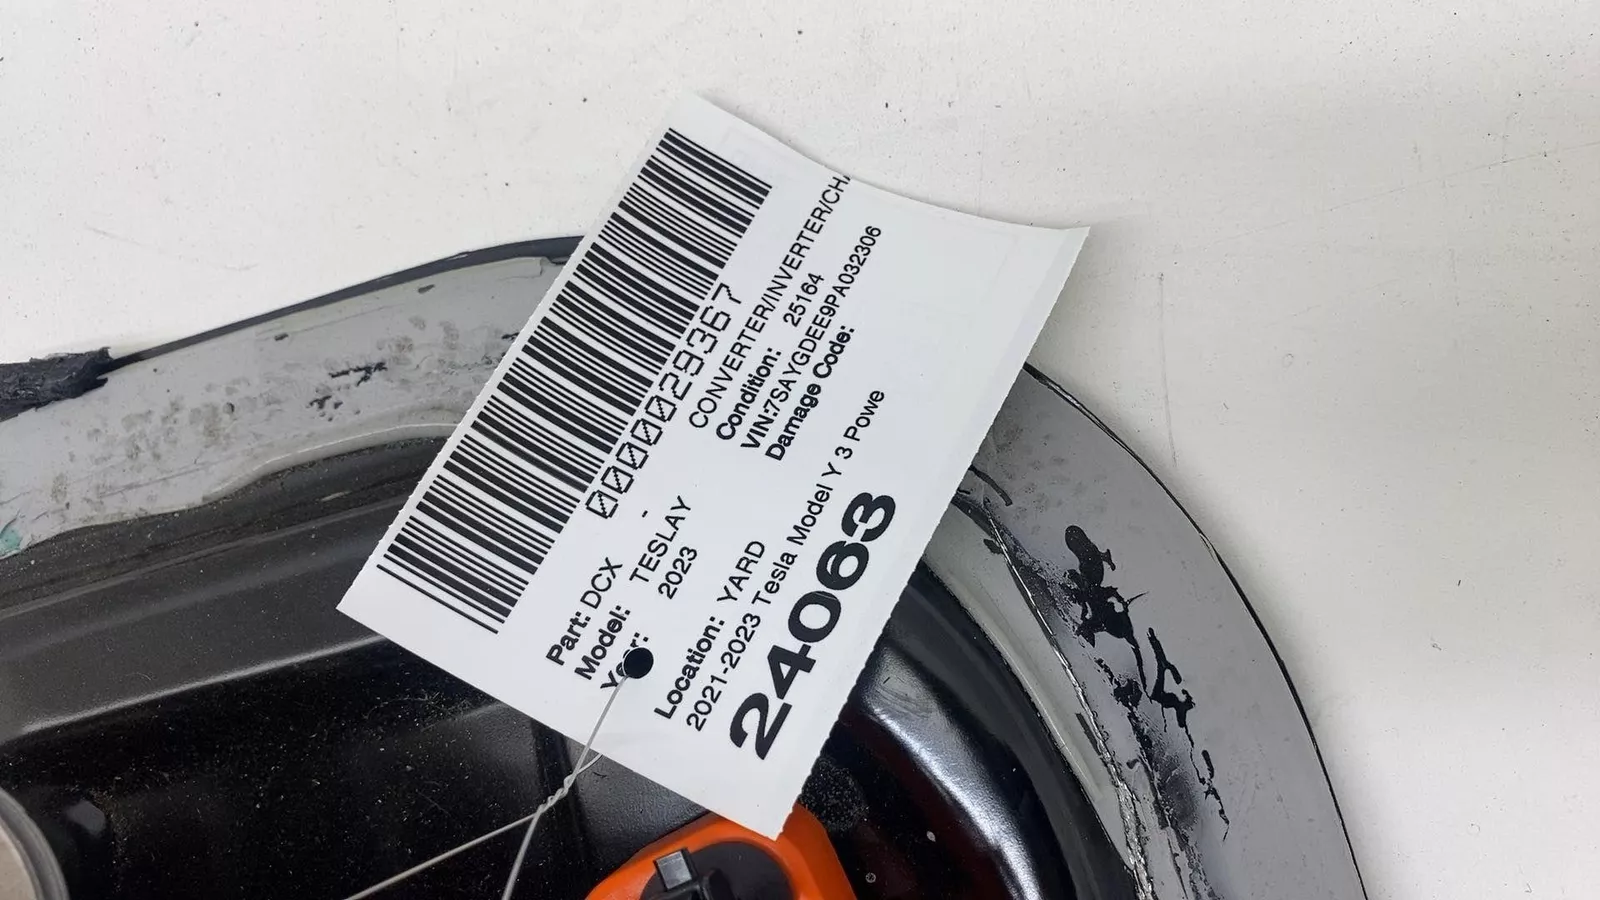 0000029367
-
CONVERTER/INVERTER/CHA
Part: DCX
Condition: 25164
Model: TESLAY
VIN:7SAYGDEE9PA032306
Year: 2023
Damage Code:
Location: YARD
2021-2023 Tesla Model Y 3 Powe
24063